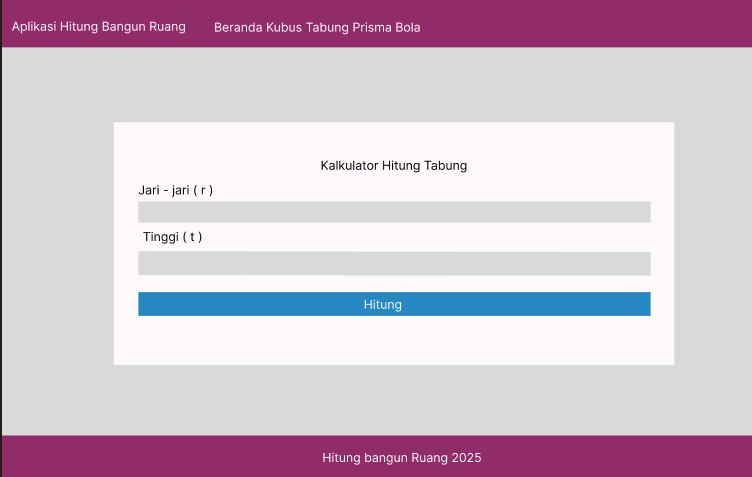 Aplikasi Hitung Bangun Ruang Beranda Kubus Tabung Prisma Bola
Kalkulator Hitung Tabung
Jari - jari ( r )
Tinggi ( t )
Hitung
Hitung bangun Ruang 2025